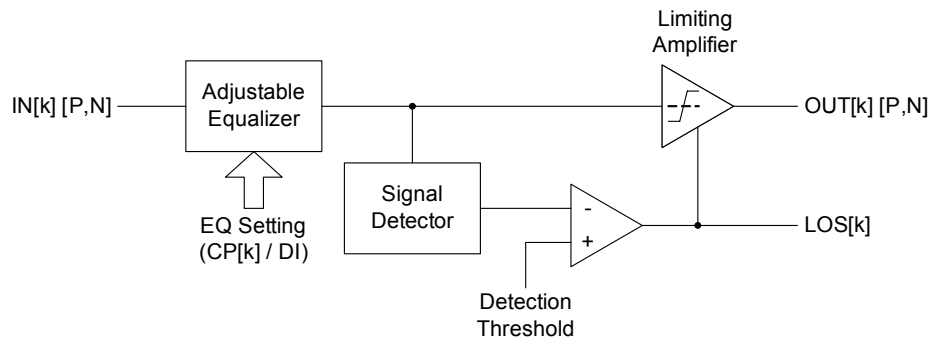 Limiting
Amplifier
IN[k] [P,N]
Adjustable
Equalizer
OUT[k] [P,N]
EQ Setting
(CP[k] / DI)
Signal
Detector
-
+
LOS[k]
Detection
Threshold